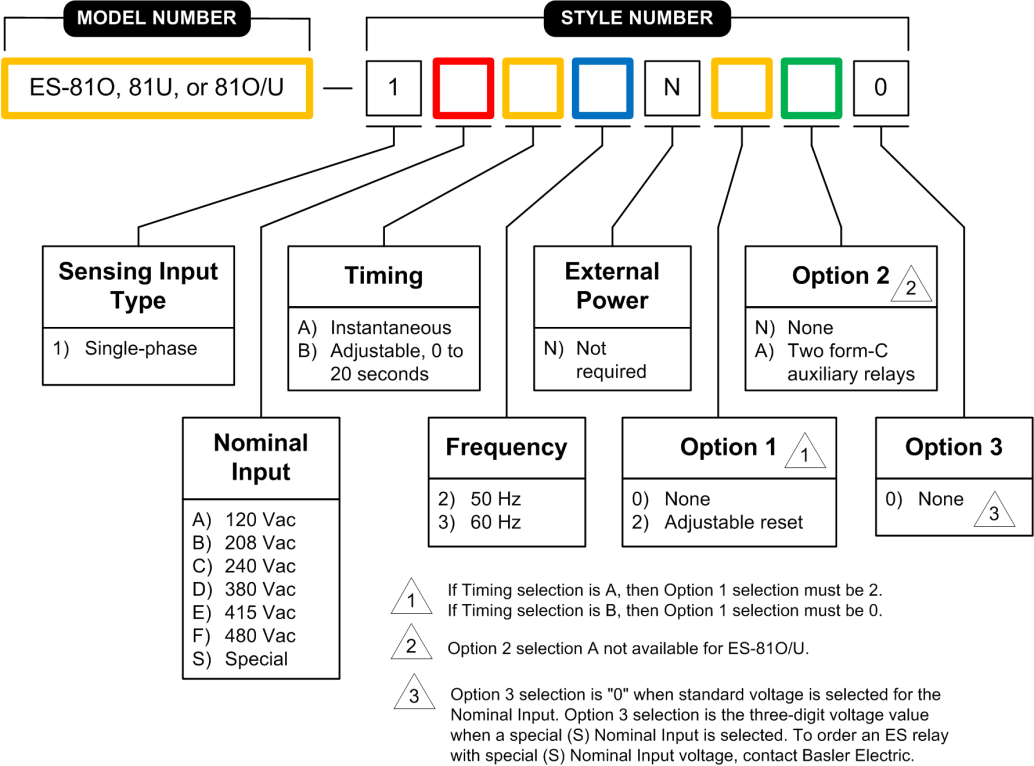 MODEL NUMBER
STYLE NUMBER
ES-81O, 81U, or 81O/U
—
1
N
0
Sensing Input
Type
1) Single-phase
Timing
A) Instantaneous
B) Adjustable, 0 to
20 seconds
External
Power
N) Not
required
Option 2
2
N) None
A) Two form-C
auxiliary relays
Nominal
Input
A) 120 Vac
B) 208 Vac
C) 240 Vac
D) 380 Vac
E) 415 Vac
F) 480 Vac
S) Special
Frequency
2) 50 Hz
3) 60 Hz
Option 1
1
0) None
2) Adjustable reset
Option 3
0) None
3
1
If Timing selection is A, then Option 1 selection must be 2.
If Timing selection is B, then Option 1 selection must be 0.
2
Option 2 selection A not available for ES-81O/U.
3
Option 3 selection is "0" when standard voltage is selected for the
Nominal Input. Option 3 selection is the three-digit voltage value
when a special (S) Nominal Input is selected. To order an ES relay
with special (S) Nominal Input voltage, contact Basler Electric.